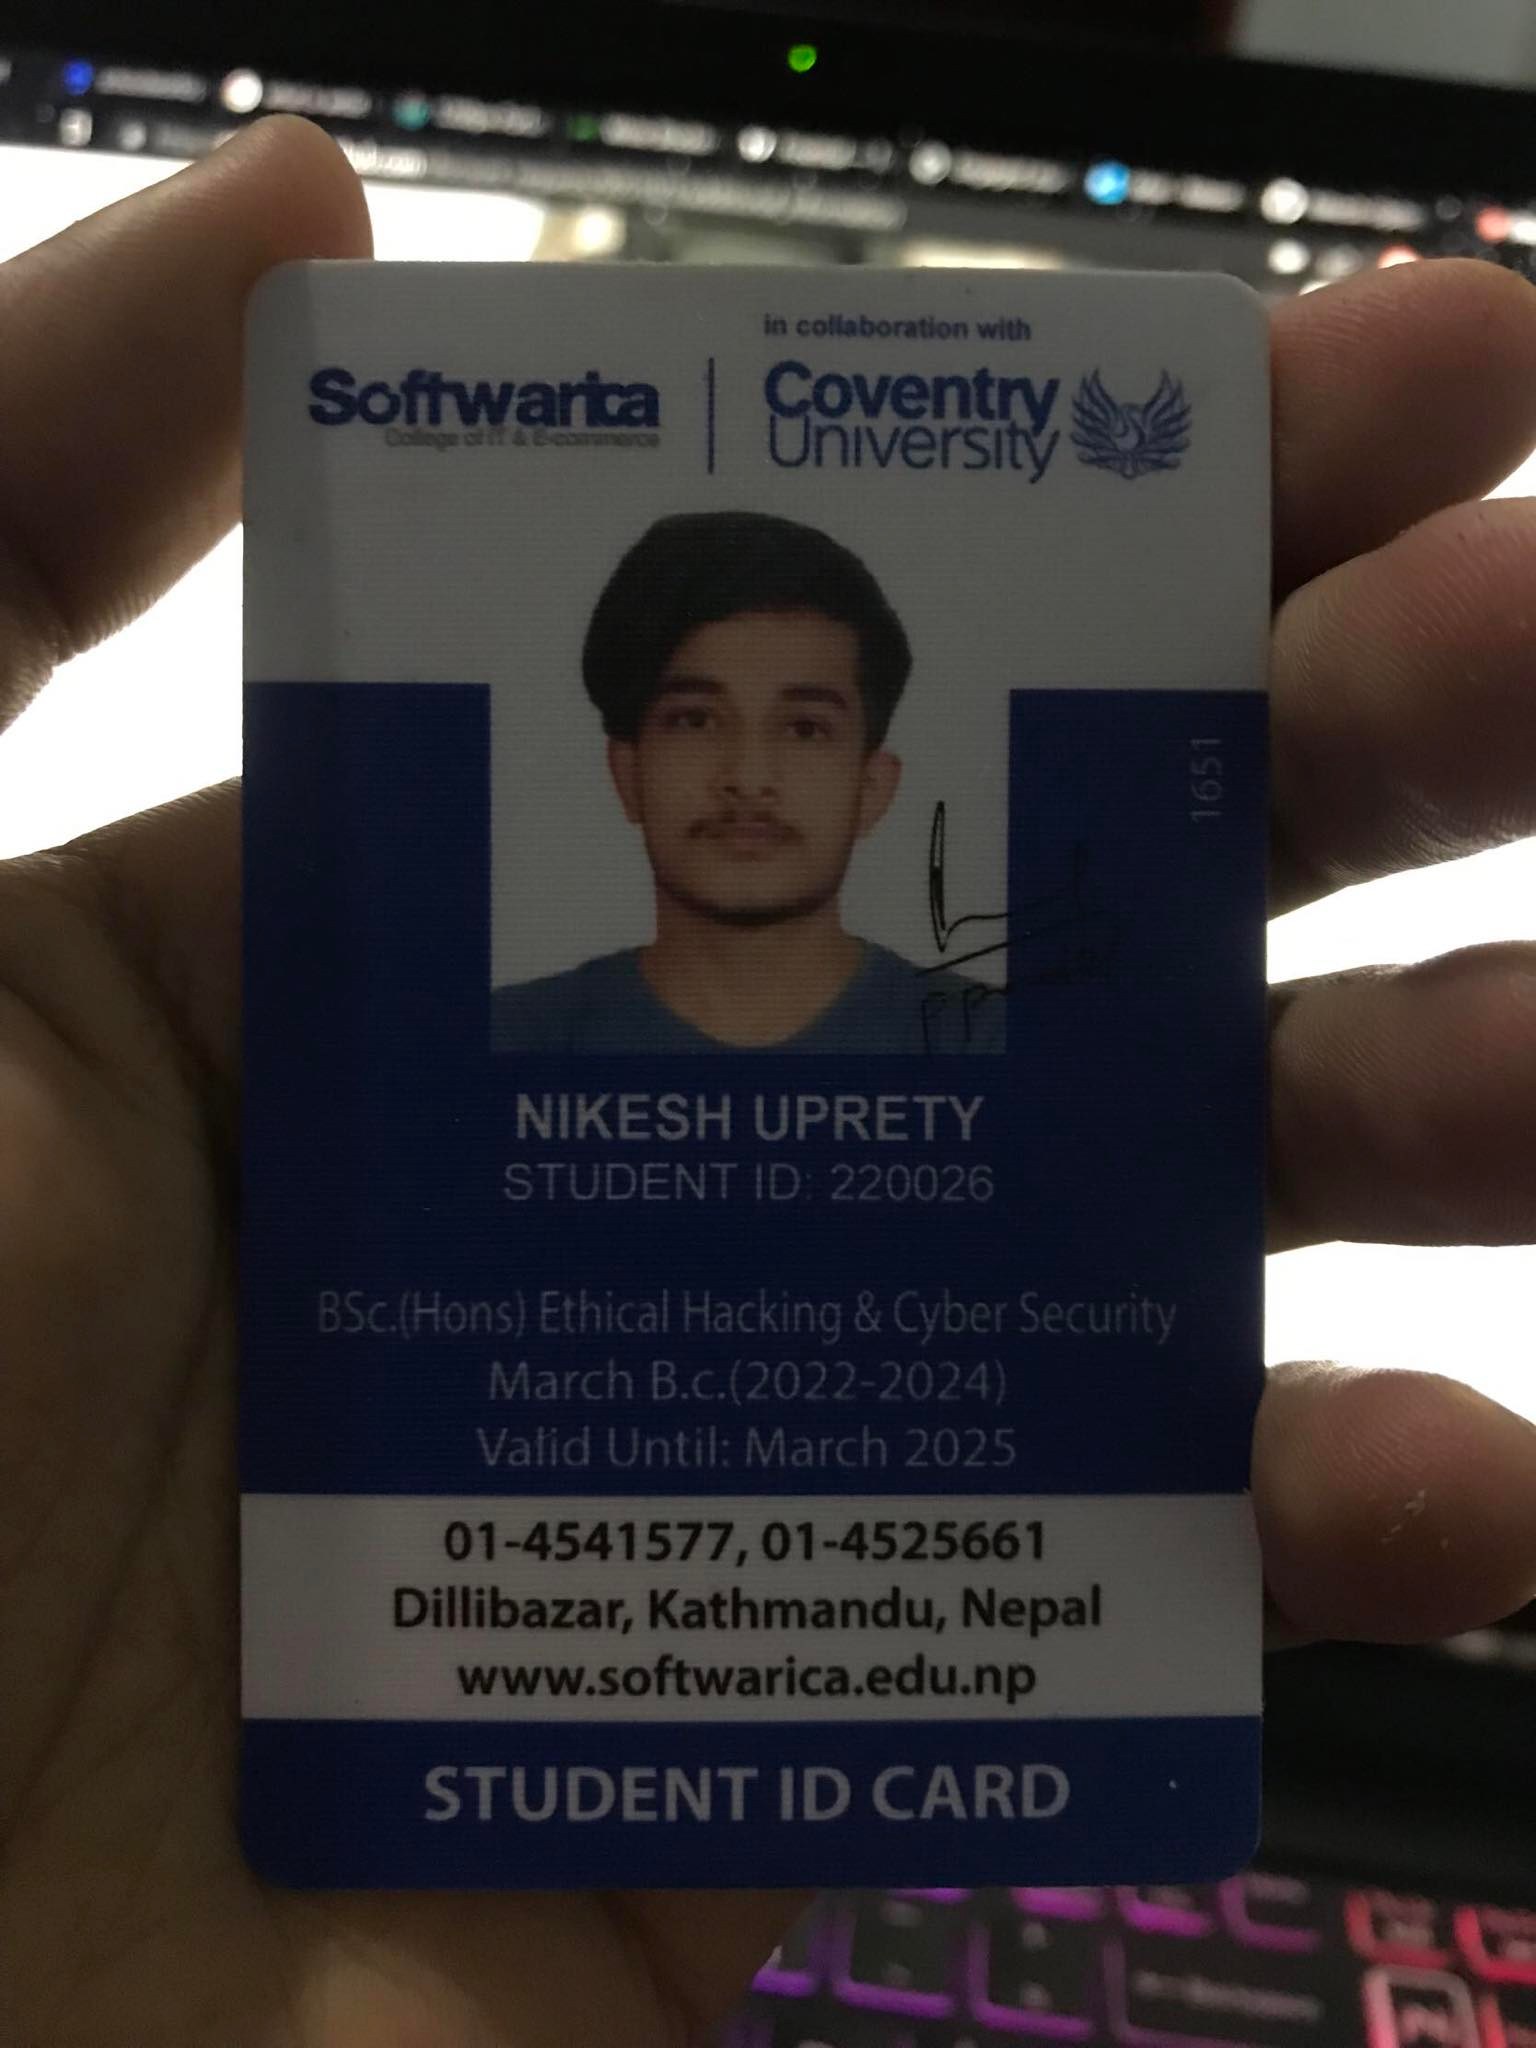 in collaboration with
Softwarica
College of IT & E-commerce
Coventry
University
1651
NIKESH UPRETY
STUDENT ID: 220026
BSc.(Hons) Ethical Hacking & Cyber Security
March B.c.(2022-2024)
Valid Until: March 2025
01-4541577, 01-4525661
Dillibazar, Kathmandu, Nepal
www.softwarica.edu.np
STUDENT ID CARD